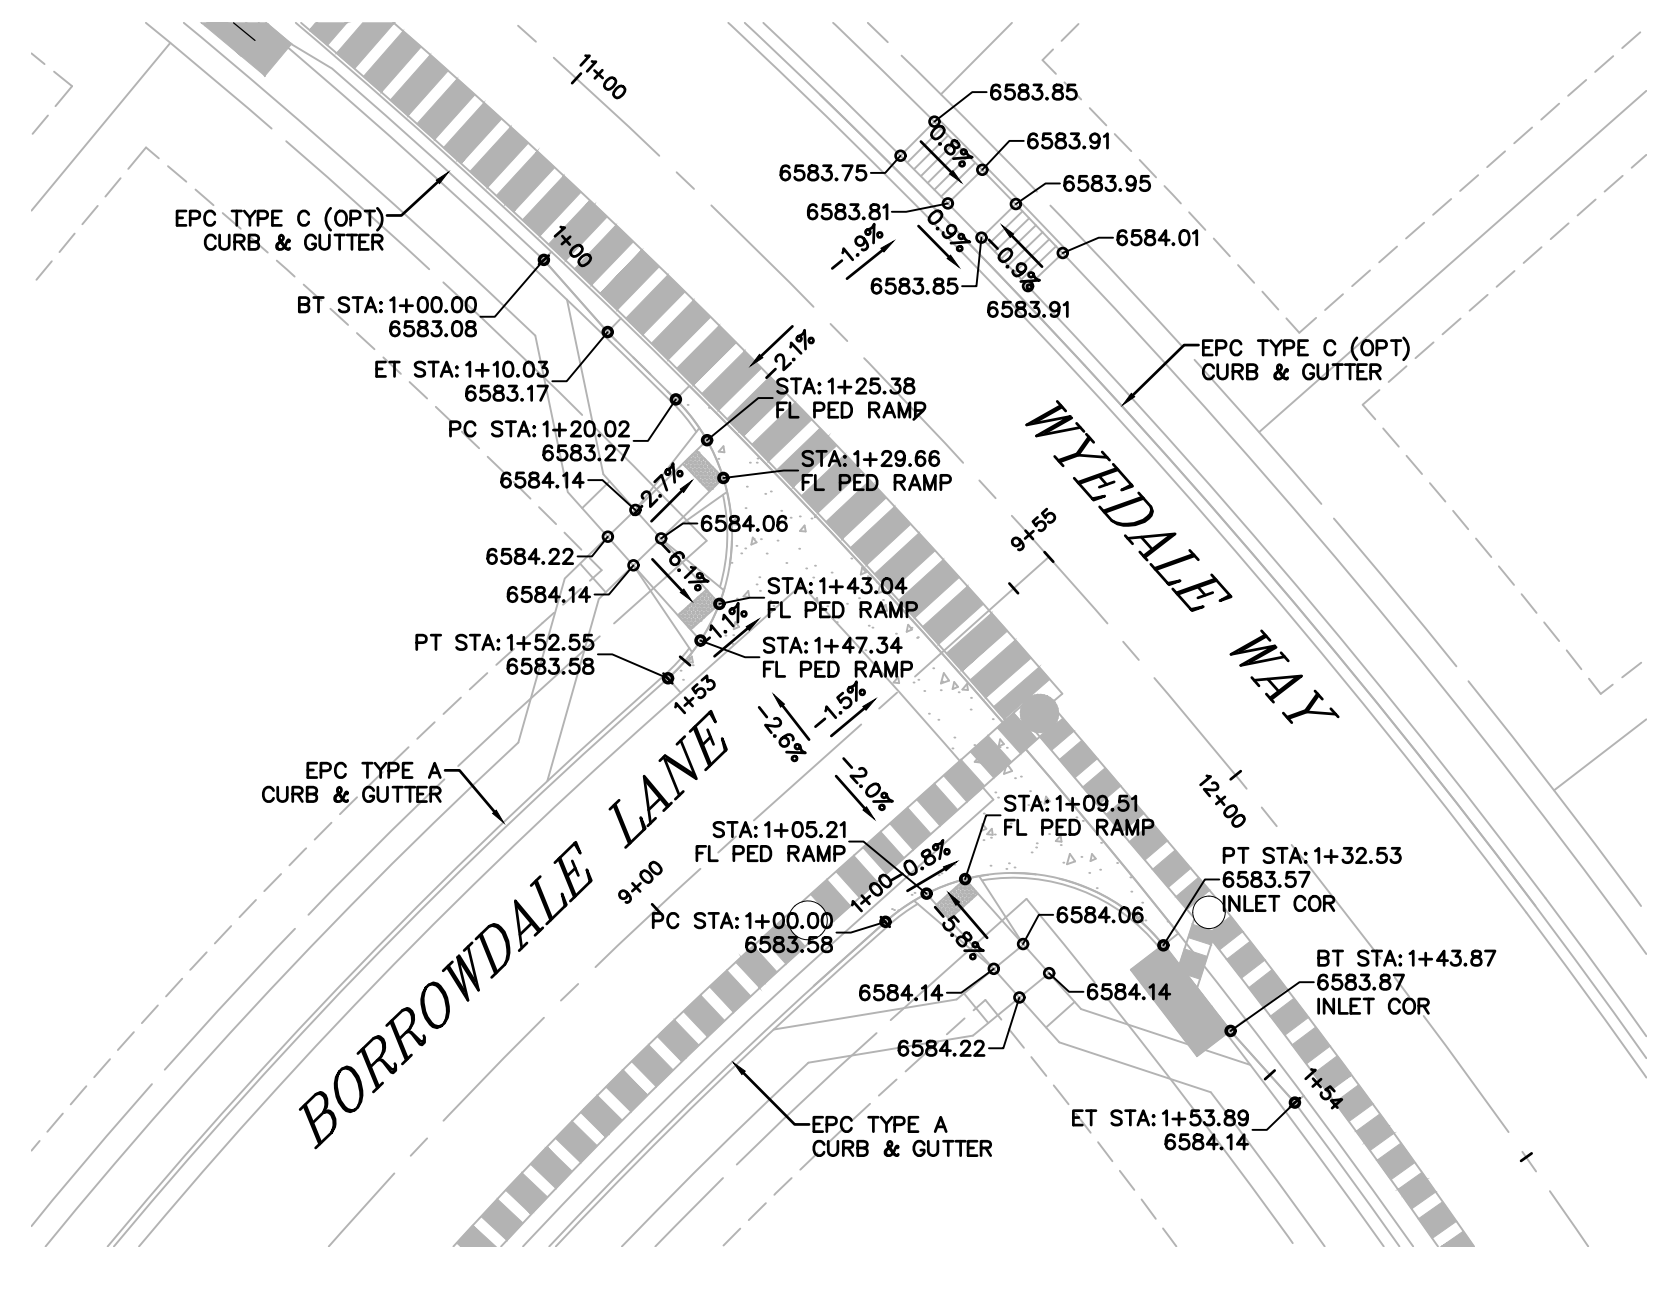 11+00
6583.85
0.8%
6583.91
6583.75
6583.95
6583.81
0.9%
-1.9%
6584.01
-0.9%
6583.85
6583.91
EPC TYPE C (OPT)
CURB & GUTTER
1+00
BT STA:1+00.00
6583.08
-2.1%
EPC TYPE C (OPT)
CURB & GUTTER
ET STA:1+10.03
6583.17
STA:1+25.38
FL PED RAMP
PC STA:1+20.02
6583.27
STA:1+29.66
FL PED RAMP
6584.14
-2.7%
WYEDALE WAY
6584.06
9+55
6584.22
-6.1%
6584.14
STA:1+43.04
FL PED RAMP
-1.1%
PT STA:1+52.55
6583.58
STA:1+47.34
FL PED RAMP
1+53
-1.5%
-2.6%
EPC TYPE A
CURB & GUTTER
BORROWDALE LANE
-2.0%
12+00
STA:1+09.51
FL PED RAMP
STA:1+05.21
FL PED RAMP
0.8%
PT STA:1+32.53
6583.57
INLET COR
9+00
1+00
PC STA:1+00.00
6583.58
-5.8%
6584.06
BT STA:1+43.87
6583.87
INLET COR
6584.14
6584.14
6584.22
1+54
EPC TYPE A
CURB & GUTTER
ET STA:1+53.89
6584.14